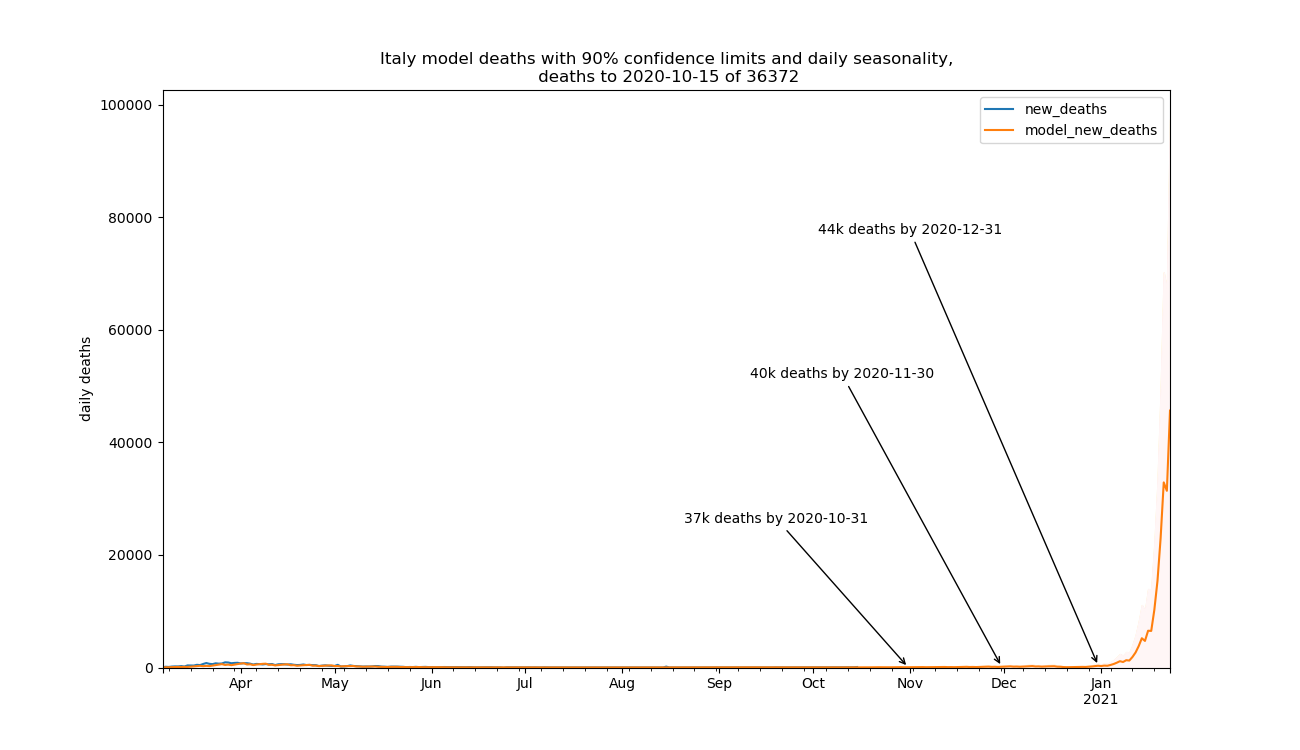 Italy model deaths with 90% confidence limits and daily seasonality,
deaths to 2020-10-15 of 36372
100000
new_deaths
model_new_deaths
80000
44k deaths by 2020-12-31
60000
daily deaths
40k deaths by 2020-11-30
40000
37k deaths by 2020-10-31
20000
0
Apr May Jun Jul Aug Sep Oct Nov Dec Jan
2021